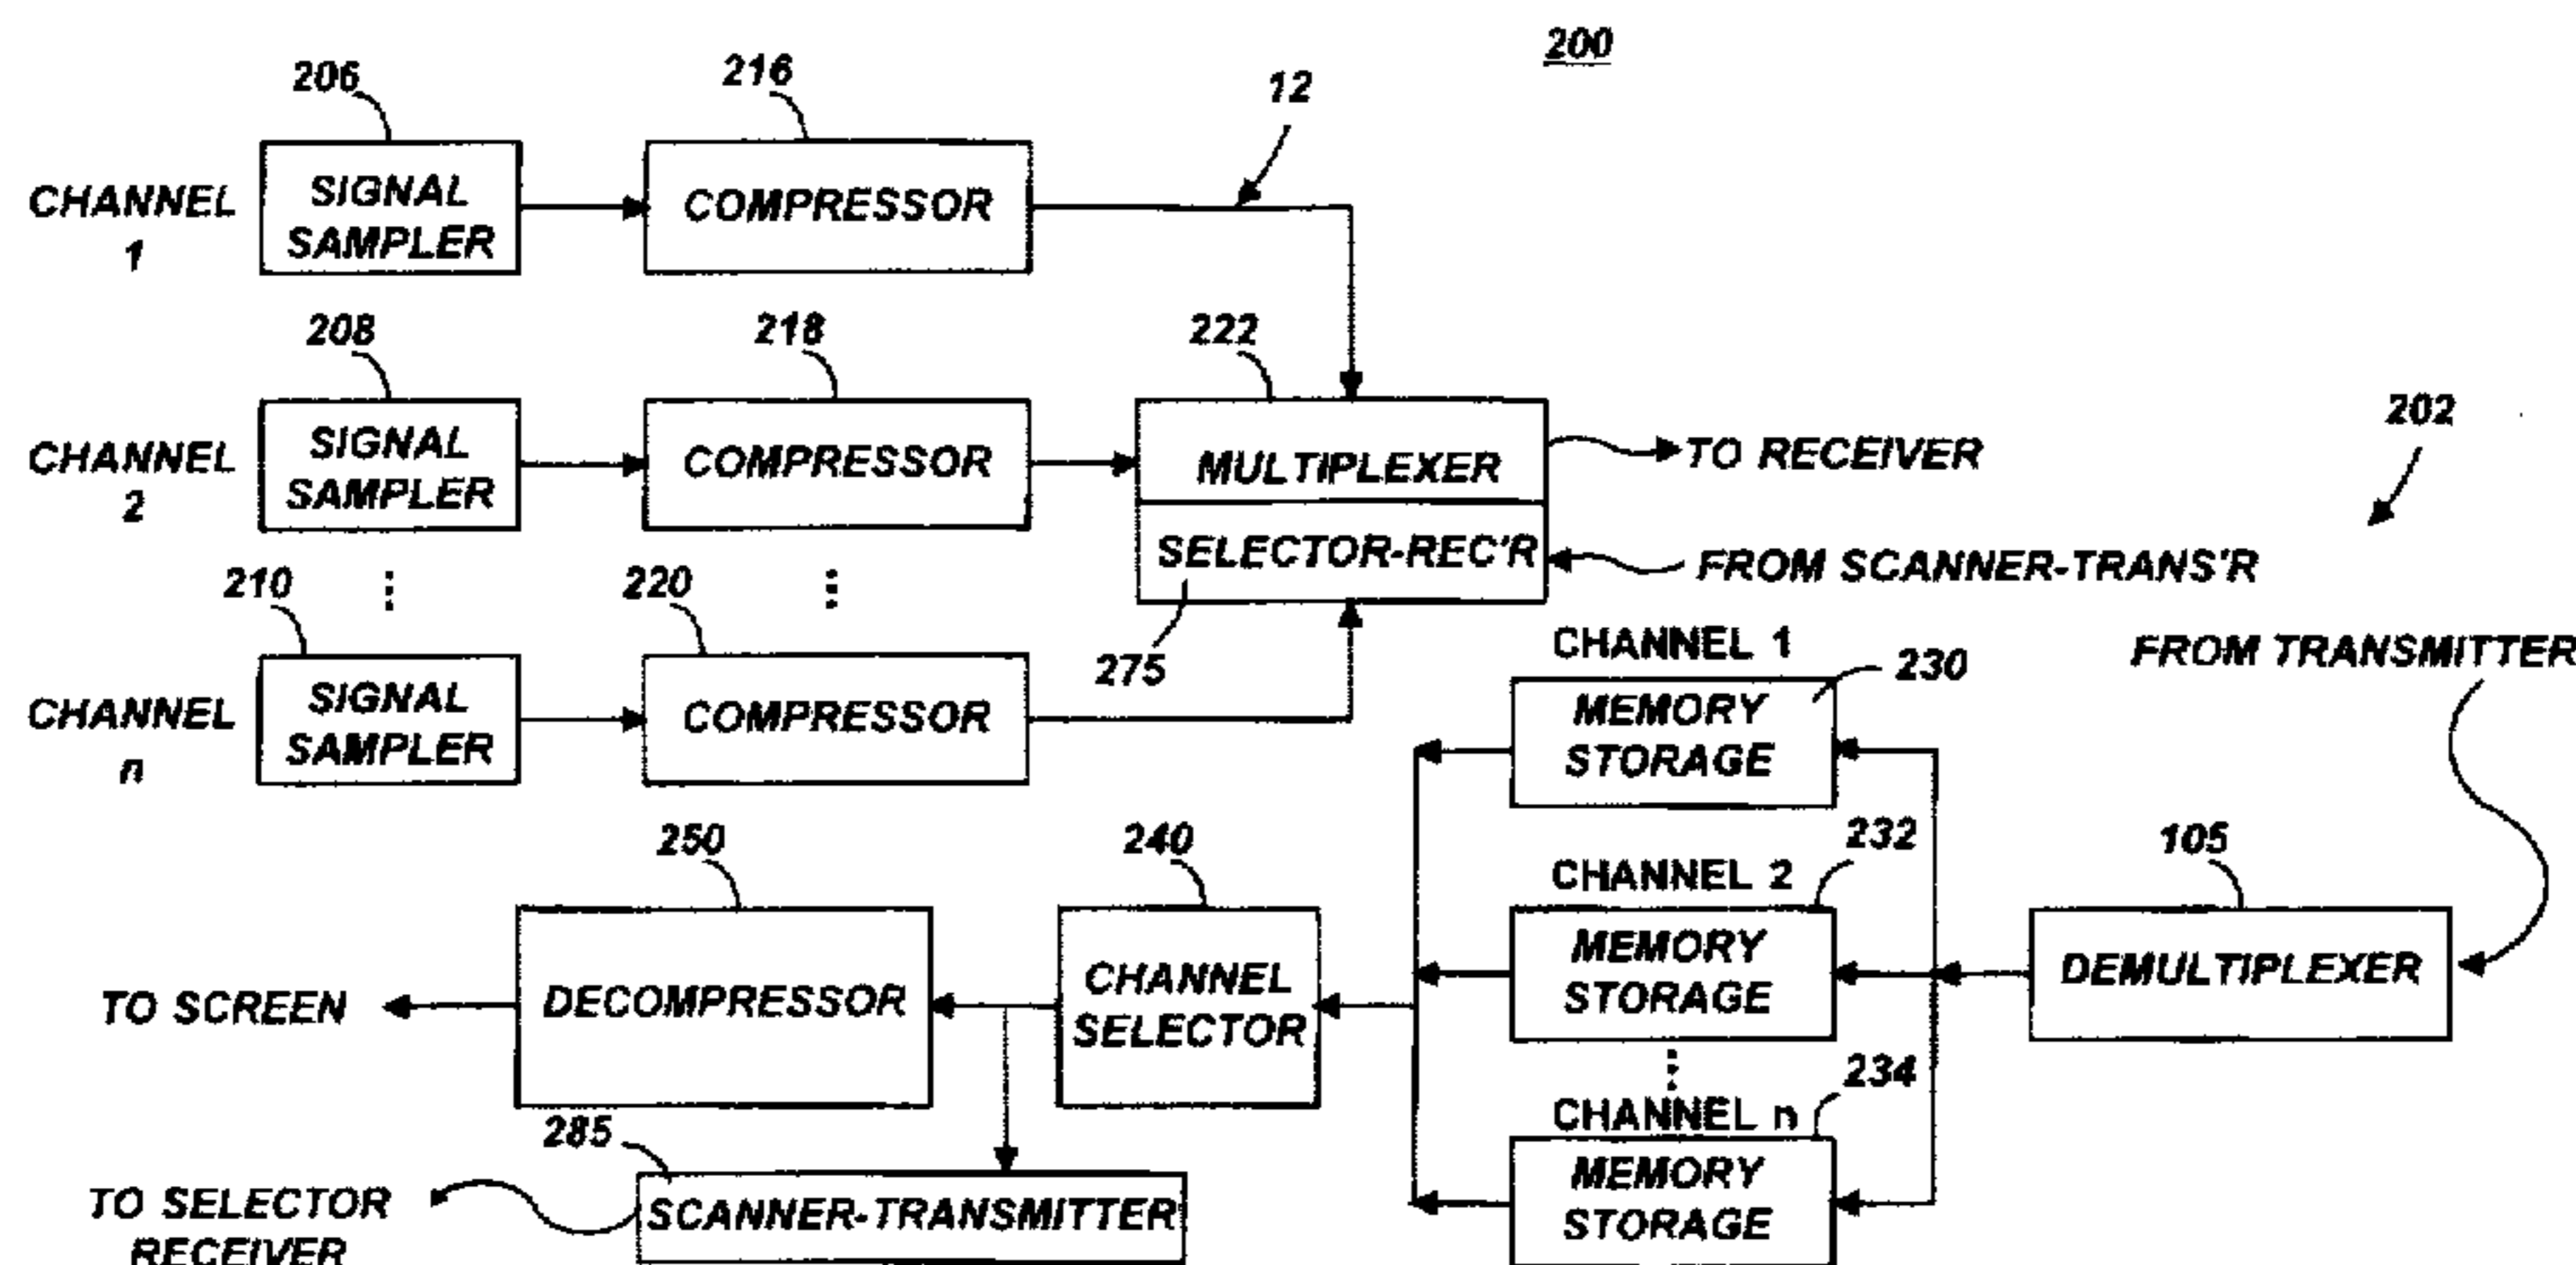 200
206
216
12
CHANNEL
1
SIGNAL
SAMPLER
COMPRESSOR
208
218
222
202
CHANNEL
2
SIGNAL
SAMPLER
COMPRESSOR
MULTIPLEXER
TO RECEIVER
SELECTOR-REC'R
FROM SCANNER-TRANS'R
210
220
275
CHANNEL
n
SIGNAL
SAMPLER
COMPRESSOR
CHANNEL 1
230
FROM TRANSMITTER
MEMORY
STORAGE
250
240
CHANNEL 2
232
105
TO SCREEN
DECOMPRESSOR
CHANNEL
SELECTOR
MEMORY
STORAGE
DEMULTIPLEXER
234
CHANNEL n
285
TO SELECTOR
RECEIVER
SCANNER-TRANSMITTER
MEMORY
STORAGE